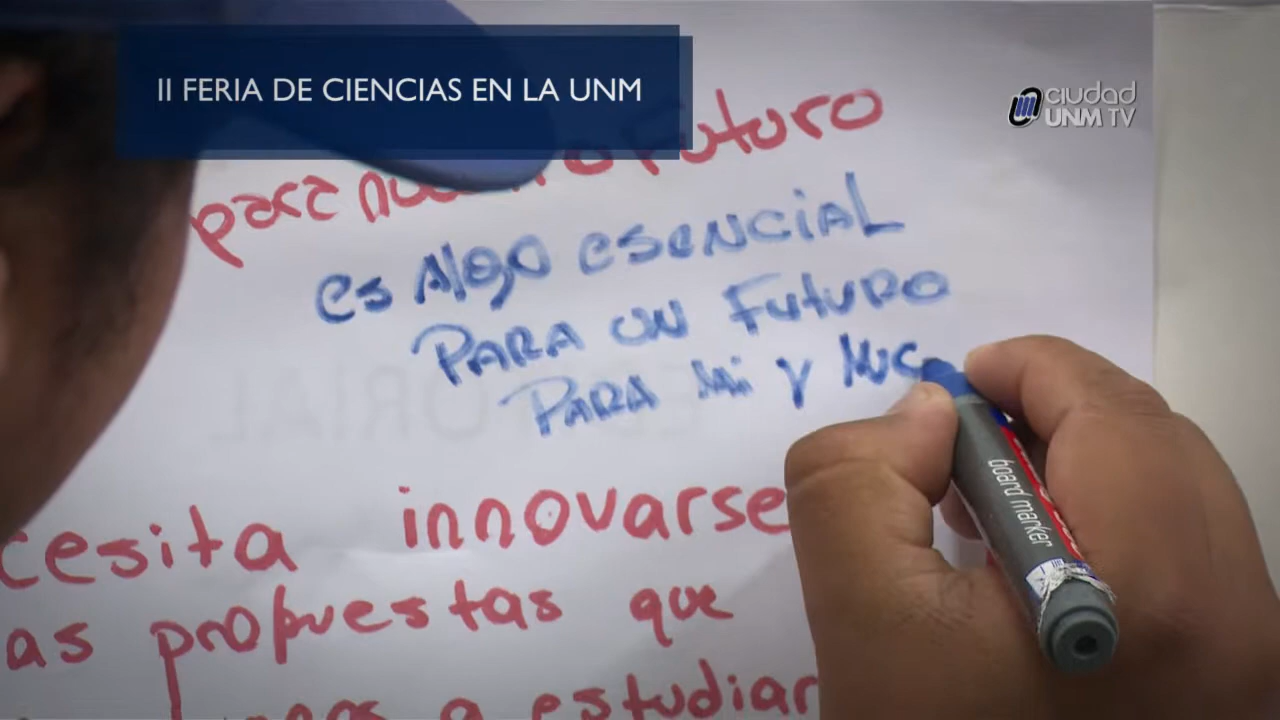 II FERIA DE CIENCIAS EN LA UNM
ciudad
UNM TV
para futuro
es Algo esencial
PARA UN FUTURO
PARA Mi Y MUC
cesita innovarse
as propuestas que
a estudiar
board marker